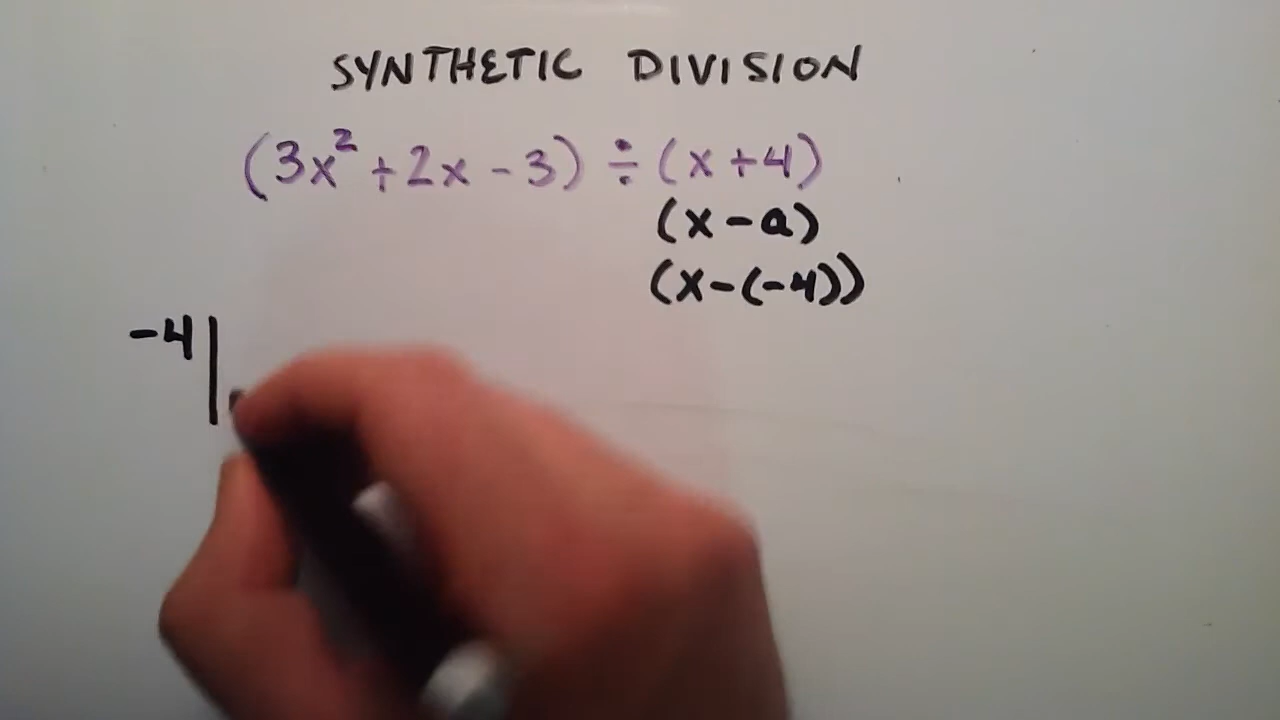 SYNTHETIC DIVISION
(3x² + 2x - 3) ÷ (x + 4)
(x - a)
(x - (-4))
-4|